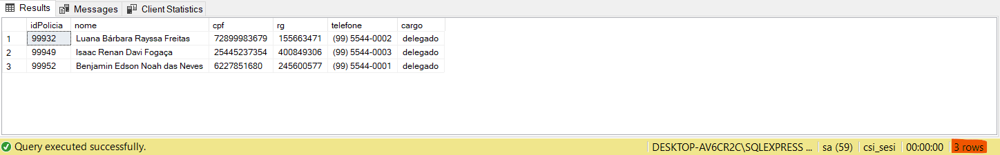 Results Messages Client Statistics
idPolicia nome cpf rg telefone cargo
1 99932 Luana Bárbara Rayssa Freitas 72899983679 155663471 (99) 5544-0002 delegado
2 99949 Isaac Renan Davi Fogaça 25445237354 400849306 (99) 5544-0003 delegado
3 99952 Benjamin Edson Noah das Neves 6227851680 245600577 (99) 5544-0001 delegado
Query executed successfully. DESKTOP-AV6CR2C\SQLEXPRESS ... sa (59) csi_sesi 00:00:00 3 rows